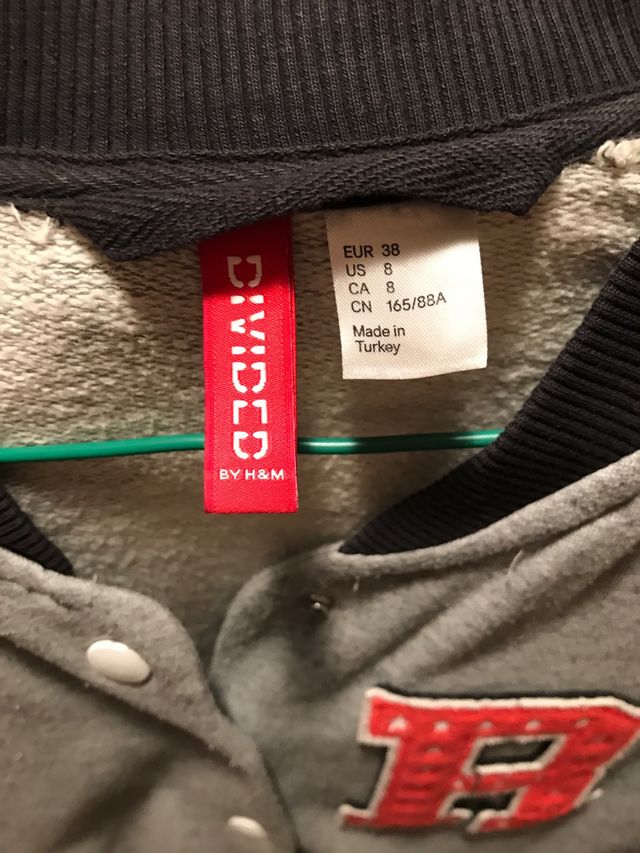 DIVIDED
BY H&M
EUR 38
US 8
CA 8
CN 165/88A
Made in
Turkey
R